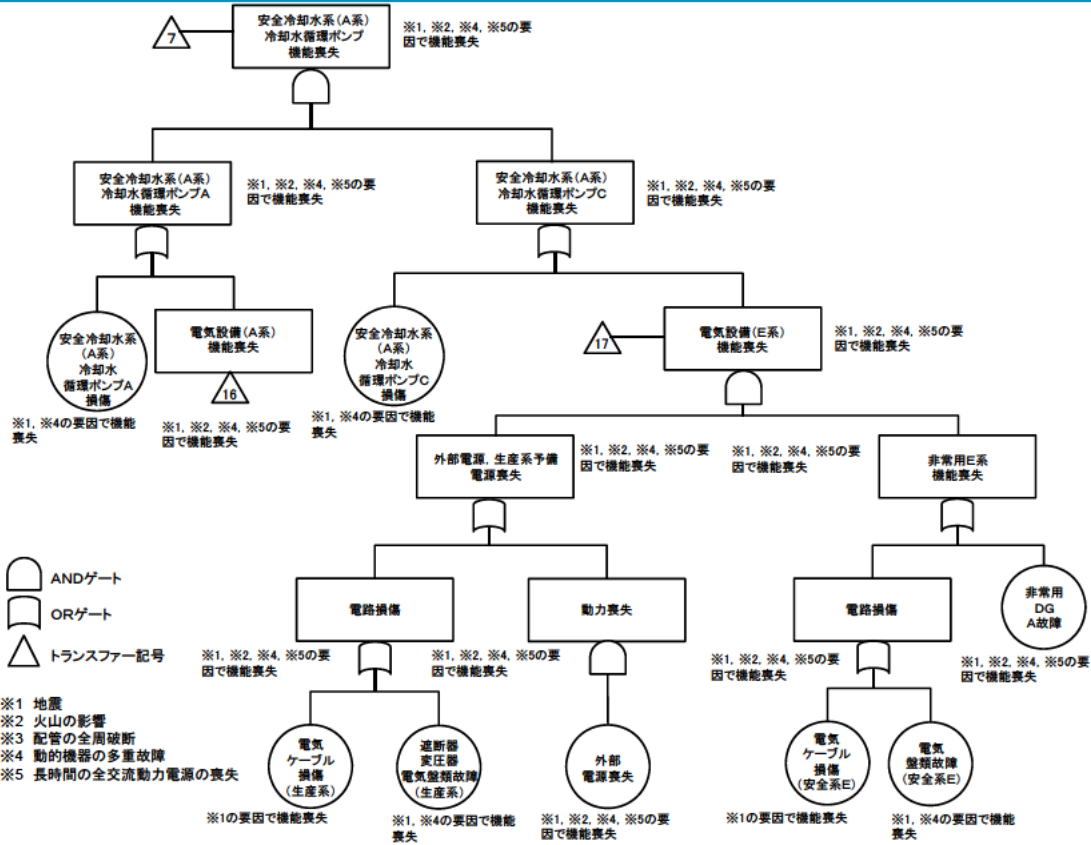 7
安全冷却水系(A系)
冷却水循環ポンプ
機能喪失
※1, ※2, ※4, ※5の要
因で機能喪失
安全冷却水系(A系)
冷却水循環ポンプA
機能喪失
※1, ※2, ※4, ※5の要
因で機能喪失
安全冷却水系(A系)
冷却水循環ポンプC
機能喪失
※1, ※2, ※4, ※5の要
因で機能喪失
安全冷却水系
(A系)
冷却水
循環ポンプA
損傷
※1, ※4の要因で機能
喪失
電気設備(A系)
機能喪失
16
※1, ※2, ※4, ※5の要
因で機能喪失
安全冷却水系
(A系)
冷却水
循環ポンプC
損傷
※1, ※4の要因で機能
喪失
17
電気設備(E系)
機能喪失
※1, ※2, ※4, ※5の要
因で機能喪失
外部電源, 生産系予備
電源喪失
※1, ※2, ※4, ※5の要
因で機能喪失
※1, ※2, ※4, ※5の要
因で機能喪失
非常用E系
機能喪失
電路損傷
※1, ※2, ※4, ※5の要
因で機能喪失
動力喪失
※1, ※2, ※4, ※5の要
因で機能喪失
電路損傷
※1, ※2, ※4, ※5の要
因で機能喪失
非常用
DG
A故障
※1, ※2, ※4, ※5の要
因で機能喪失
電気
ケーブル
損傷
(生産系)
※1の要因で機能喪失
遮断器
変圧器
電気盤類故障
(生産系)
※1, ※4の要因で機能
喪失
外部
電源喪失
※1, ※2, ※4, ※5の要
因で機能喪失
電気
ケーブル
損傷
(安全系E)
※1の要因で機能喪失
電気
盤類故障
(安全系E)
※1, ※4の要因で機能
喪失
ANDゲート
ORゲート
トランスファー記号
※1 地震
※2 火山の影響
※3 配管の全周破断
※4 動的機器の多重故障
※5 長時間の全交流動力電源の喪失